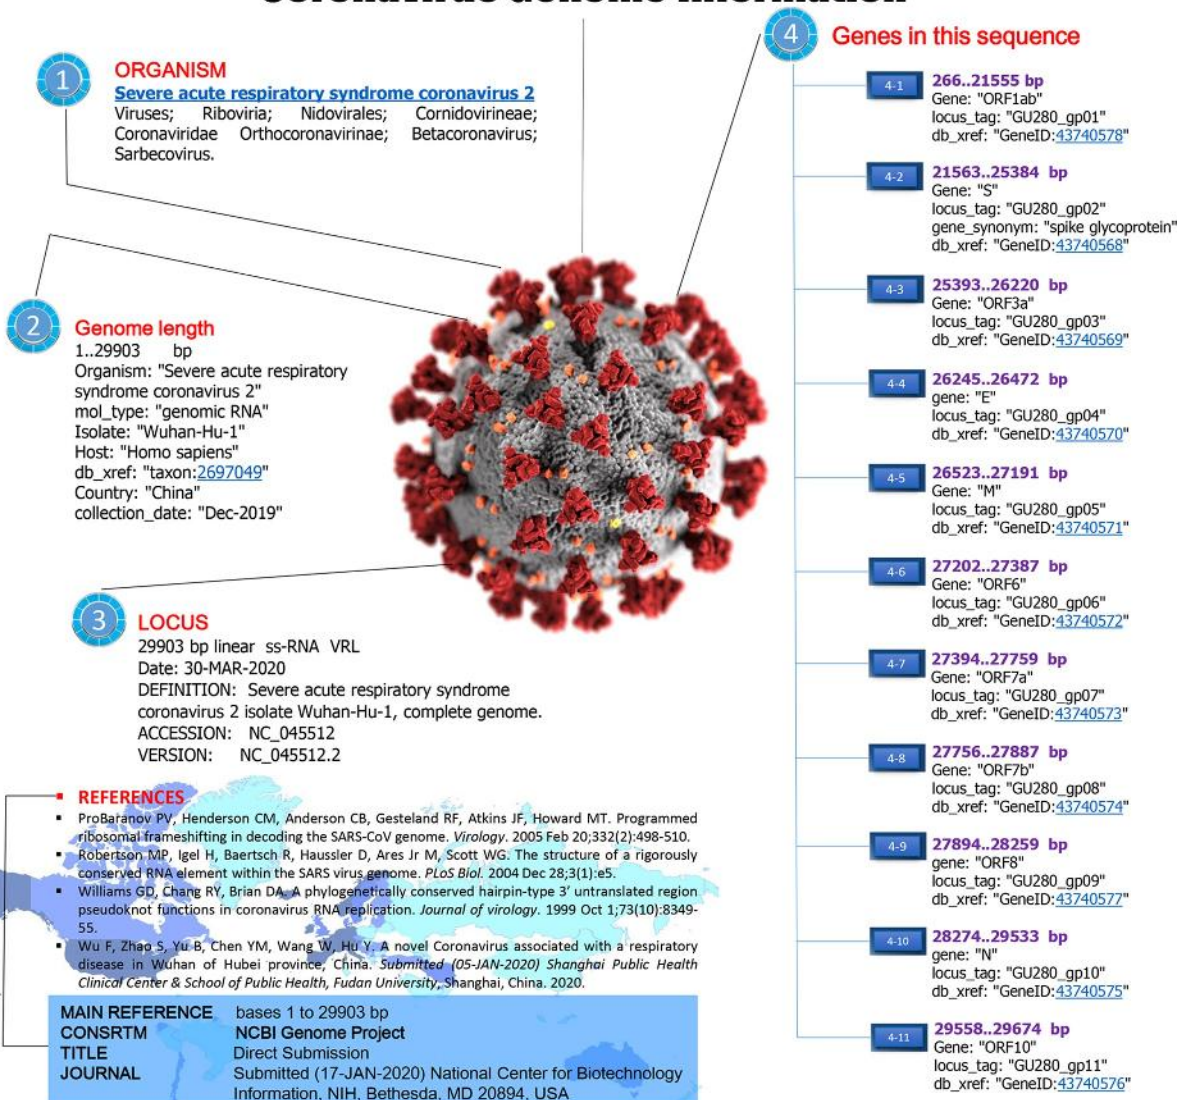 Coronavirus Genome Information
1
ORGANISM
Severe acute respiratory syndrome coronavirus 2
Viruses; Riboviria; Nidovirales; Cornidovirineae;
Coronaviridae Orthocoronavirinae; Betacoronavirus;
Sarbecovirus.
2
Genome length
1..29903 bp
Organism: "Severe acute respiratory
syndrome coronavirus 2"
mol_type: "genomic RNA"
Isolate: "Wuhan-Hu-1"
Host: "Homo sapiens"
db_xref: "taxon:2697049"
Country: "China"
collection_date: "Dec-2019"
3
LOCUS
29903 bp linear ss-RNA VRL
Date: 30-MAR-2020
DEFINITION: Severe acute respiratory syndrome
coronavirus 2 isolate Wuhan-Hu-1, complete genome.
ACCESSION: NC_045512
VERSION: NC_045512.2
REFERENCES
ProBaranov PV, Henderson CM, Anderson CB, Gesteland RF, Atkins JF, Howard MT. Programmed
ribosomal frameshifting in decoding the SARS-CoV genome. Virology. 2005 Feb 20;332(2):498-510.
Robertson MP, Igel H, Baertsch R, Haussler D, Ares Jr M, Scott WG. The structure of a rigorously
conserved RNA element within the SARS virus genome. PLoS Biol. 2004 Dec 28;3(1):e5.
Williams GD, Chang RY, Brian DA. A phylogenetically conserved hairpin-type 3' untranslated region
pseudoknot functions in coronavirus RNA replication. Journal of virology. 1999 Oct 1;73(10):8349-
55.
Wu F, Zhao S, Yu B, Chen YM, Wang W, Hu Y. A novel Coronavirus associated with a respiratory
disease in Wuhan of Hubei province, China. Submitted (05-JAN-2020) Shanghai Public Health
Clinical Center & School of Public Health, Fudan University, Shanghai, China. 2020.
MAIN REFERENCE bases 1 to 29903 bp
CONSRTM NCBI Genome Project
TITLE Direct Submission
JOURNAL Submitted (17-JAN-2020) National Center for Biotechnology
Information, NIH, Bethesda, MD 20894, USA
4
Genes in this sequence
4-1
266..21555 bp
Gene: "ORF1ab"
locus_tag: "GU280_gp01"
db_xref: "GeneID:43740578"
4-2
21563..25384 bp
Gene: "S"
locus_tag: "GU280_gp02"
gene_synonym: "spike glycoprotein"
db_xref: "GeneID:43740568"
4-3
25393..26220 bp
Gene: "ORF3a"
locus_tag: "GU280_gp03"
db_xref: "GeneID:43740569"
4-4
26245..26472 bp
gene: "E"
locus_tag: "GU280_gp04"
db_xref: "GeneID:43740570"
4-5
26523..27191 bp
Gene: "M"
locus_tag: "GU280_gp05"
db_xref: "GeneID:43740571"
4-6
27202..27387 bp
Gene: "ORF6"
locus_tag: "GU280_gp06"
db_xref: "GeneID:43740572"
4-7
27394..27759 bp
Gene: "ORF7a"
locus_tag: "GU280_gp07"
db_xref: "GeneID:43740573"
4-8
27756..27887 bp
Gene: "ORF7b"
locus_tag: "GU280_gp08"
db_xref: "GeneID:43740574"
4-9
27894..28259 bp
gene: "ORF8"
locus_tag: "GU280_gp09"
db_xref: "GeneID:43740577"
4-10
28274..29533 bp
gene: "N"
locus_tag: "GU280_gp10"
db_xref: "GeneID:43740575"
4-11
29558..29674 bp
Gene: "ORF10"
locus_tag: "GU280_gp11"
db_xref: "GeneID:43740576"